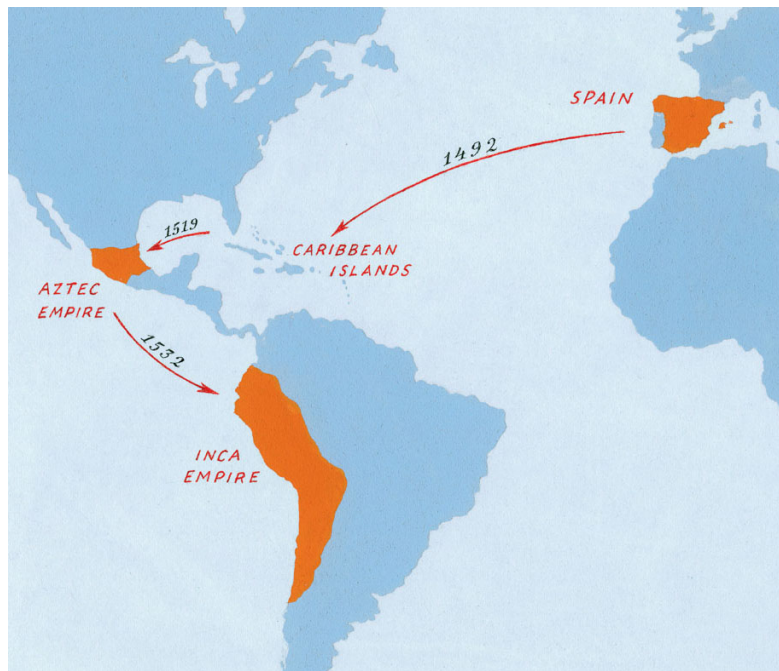 SPAIN
1492
1519
CARIBBEAN
ISLANDS
AZTEC
EMPIRE
1532
INCA
EMPIRE